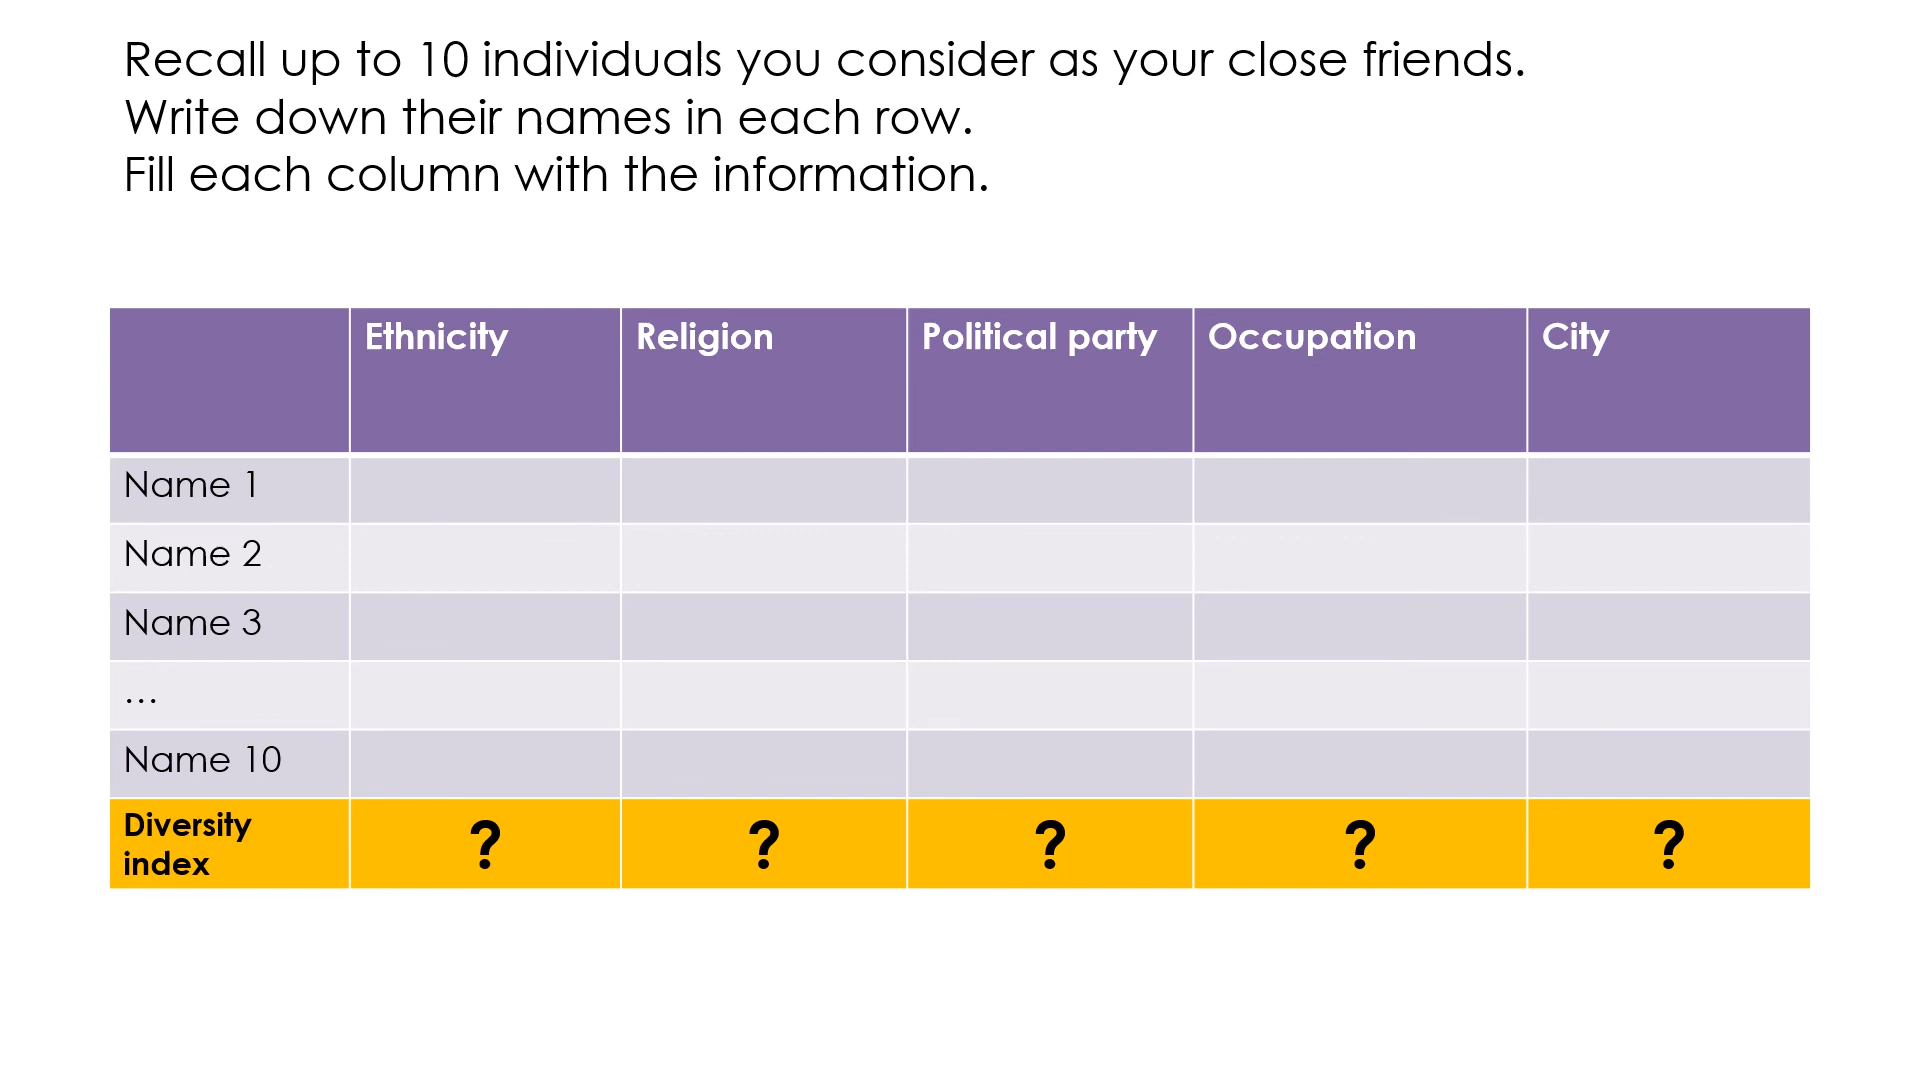 Recall up to 10 individuals you consider as your close friends.
Write down their names in each row.
Fill each column with the information.
Ethnicity Religion Political party Occupation City
Name 1
Name 2
Name 3
...
Name 10
Diversity
index ? ? ? ? ?